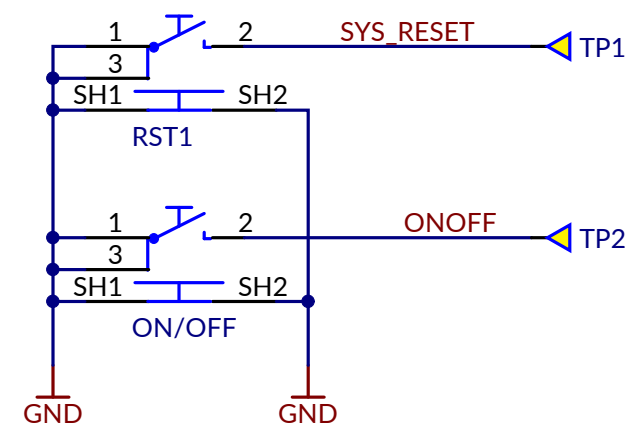 1 2 SYS_RESET TP1
3
SH1 SH2
RST1
1 2 ONOFF TP2
3
SH1 SH2
ON/OFF
GND GND